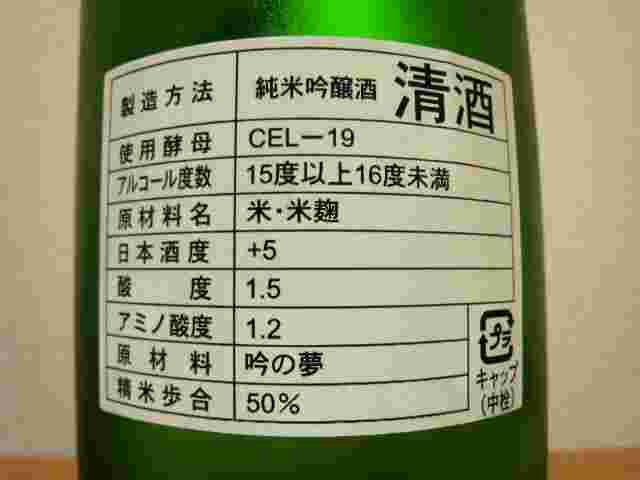 製造方法 純米吟醸酒 清酒
使用酵母 CEL－19
アルコール度数 15度以上16度未満
原材料名 米・米麹
日本酒度 +5
酸度 1.5
アミノ酸度 1.2
原材料 吟の夢
精米歩合 50%
プラ
キャップ
(中栓)